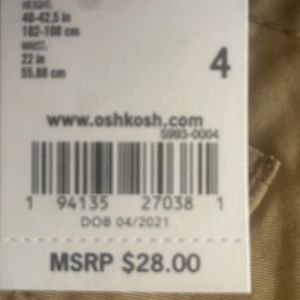 HEIGHT:
40-42.5 in
102-108 cm
WAIST:
22 in
55.88 cm
4
www.oshkosh.com
S993-0004
1 94135 27038 1
DOB 04/2021
MSRP $28.00